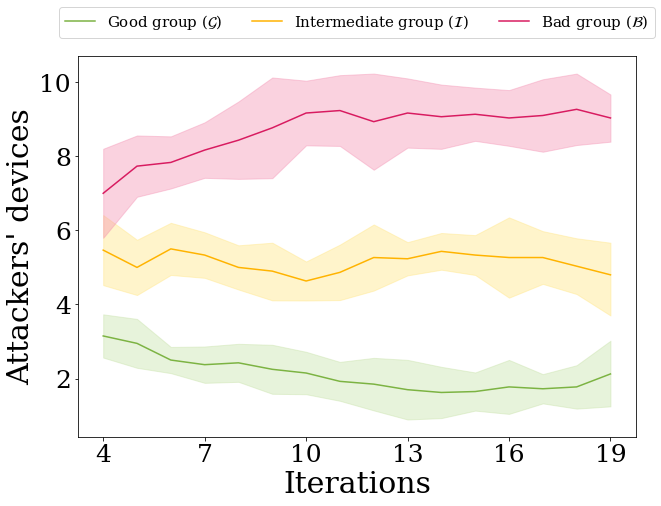 Good group (𝒢) Intermediate group (ℐ) Bad group (ℬ)
10
8
6
4
2
Attackers' devices
4 7 10 13 16 19
Iterations